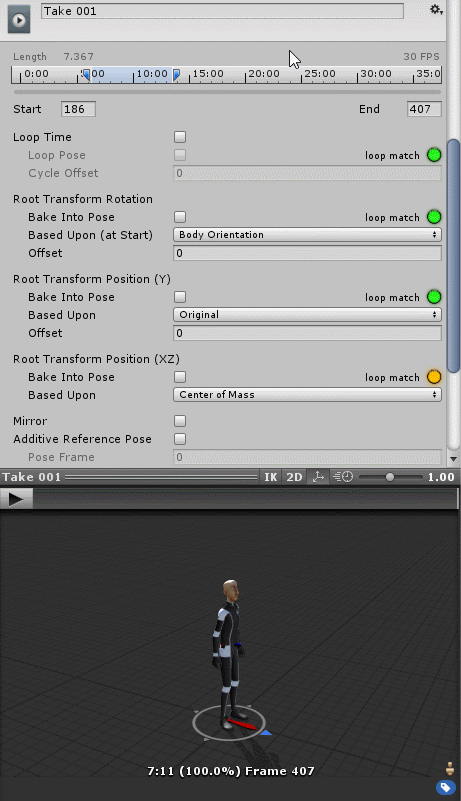 Take 001
Length 7.367 30 FPS
0:00 5:00 10:00 15:00 20:00 25:00 30:00 35:0
Start 186 End 407
Loop Time
Loop Pose loop match
Cycle Offset 0
Root Transform Rotation
Bake Into Pose loop match
Based Upon (at Start) Body Orientation
Offset 0
Root Transform Position (Y)
Bake Into Pose loop match
Based Upon Original
Offset 0
Root Transform Position (XZ)
Bake Into Pose loop match
Based Upon Center of Mass
Mirror
Additive Reference Pose
Pose Frame 0
Take 001 IK 2D 1.00
7:11 (100.0%) Frame 407